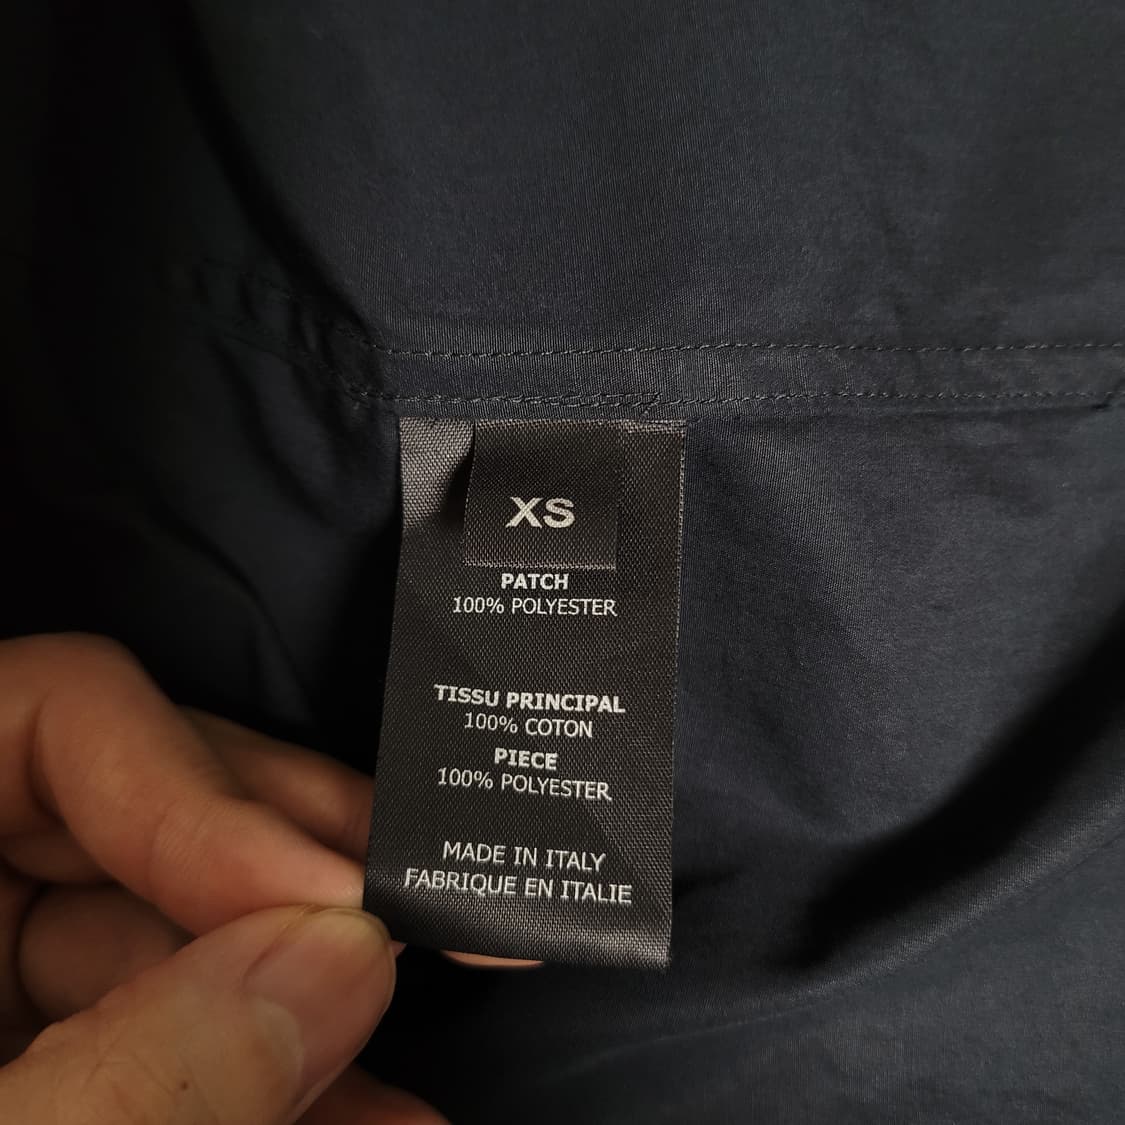 XS
PATCH
100% POLYESTER
TISSU PRINCIPAL
100% COTON
PIECE
100% POLYESTER
MADE IN ITALY
FABRIQUE EN ITALIE